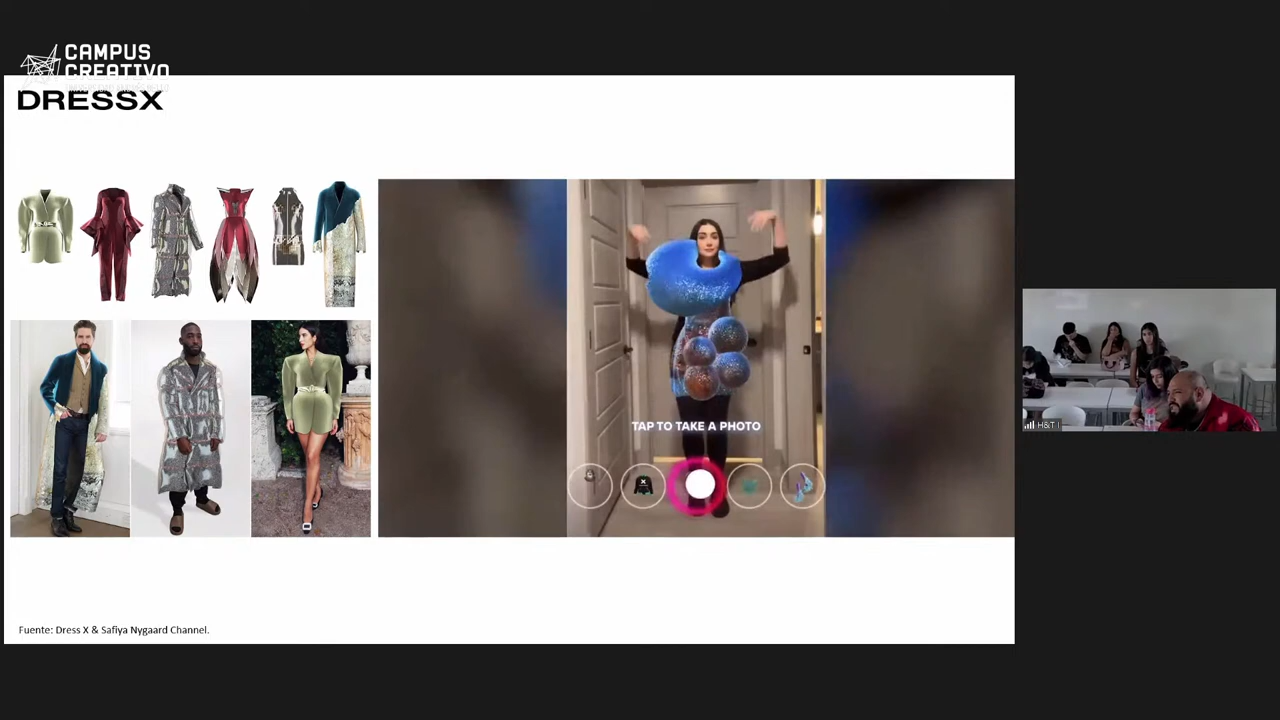 CAMPUS
CREATIVO
DRESSX
TAP TO TAKE A PHOTO
H&T I
Fuente: Dress X & Safiya Nygaard Channel.